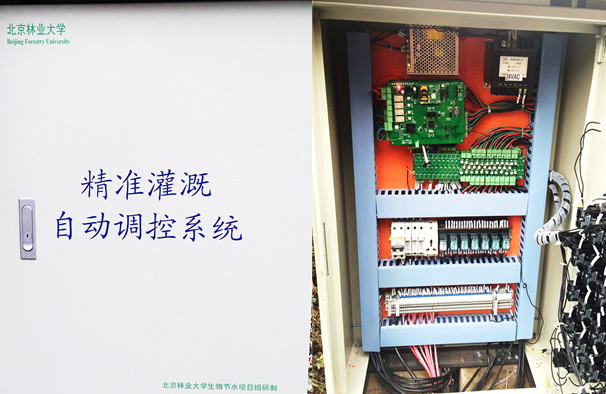 北京林业大学
Beijing Forestry University
精准灌溉
自动调控系统
北京林业大学生物节水项目组研制
24VAC